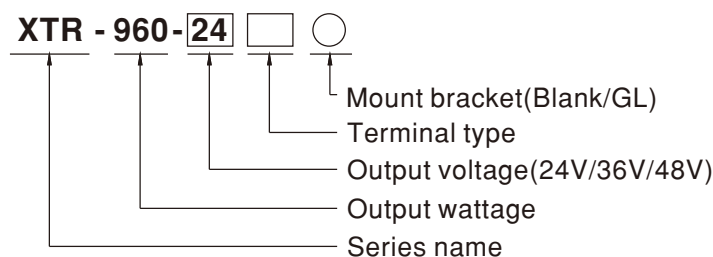 XTR - 960 - 24
Mount bracket(Blank/GL)
Terminal type
Output voltage(24V/36V/48V)
Output wattage
Series name